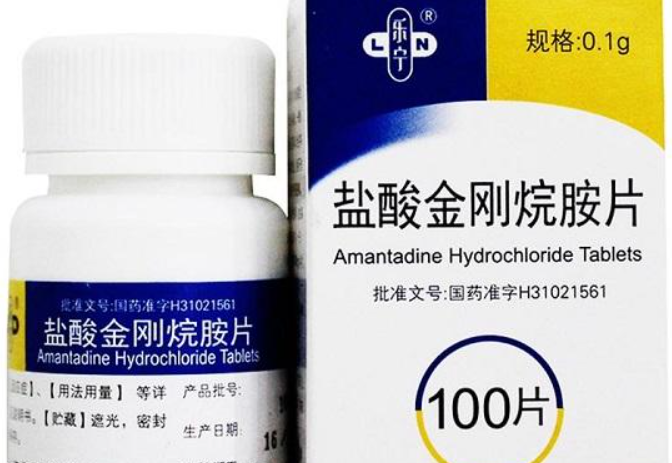 乐宁
®
L N
规格:0.1g
盐酸金刚烷胺片
Amantadine Hydrochloride Tablets
批准文号:国药准字H31021561
100片
批准文号:国药准字H31021561
盐酸金刚烷胺片
Amantadine Hydrochloride Tablets
、【用法用量】 等详
产品批号:
【贮藏】遮光，密封
生产日期:
16